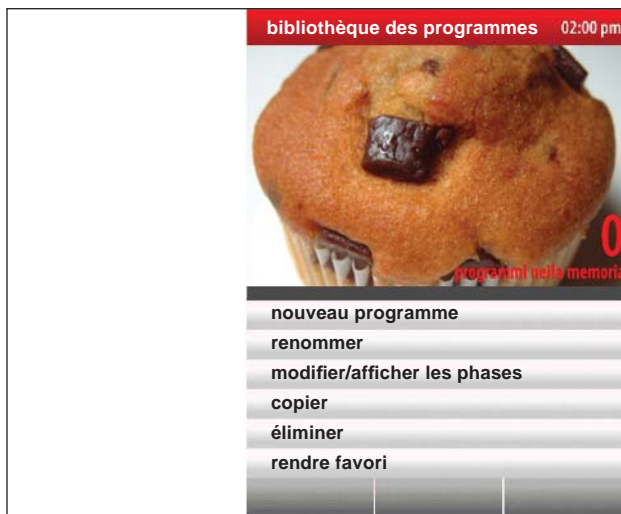 bibliothèque des programmes 02:00 pm
0
programmi nella memoria
nouveau programme
renommer
modifier/afficher les phases
copier
éliminer
rendre favori